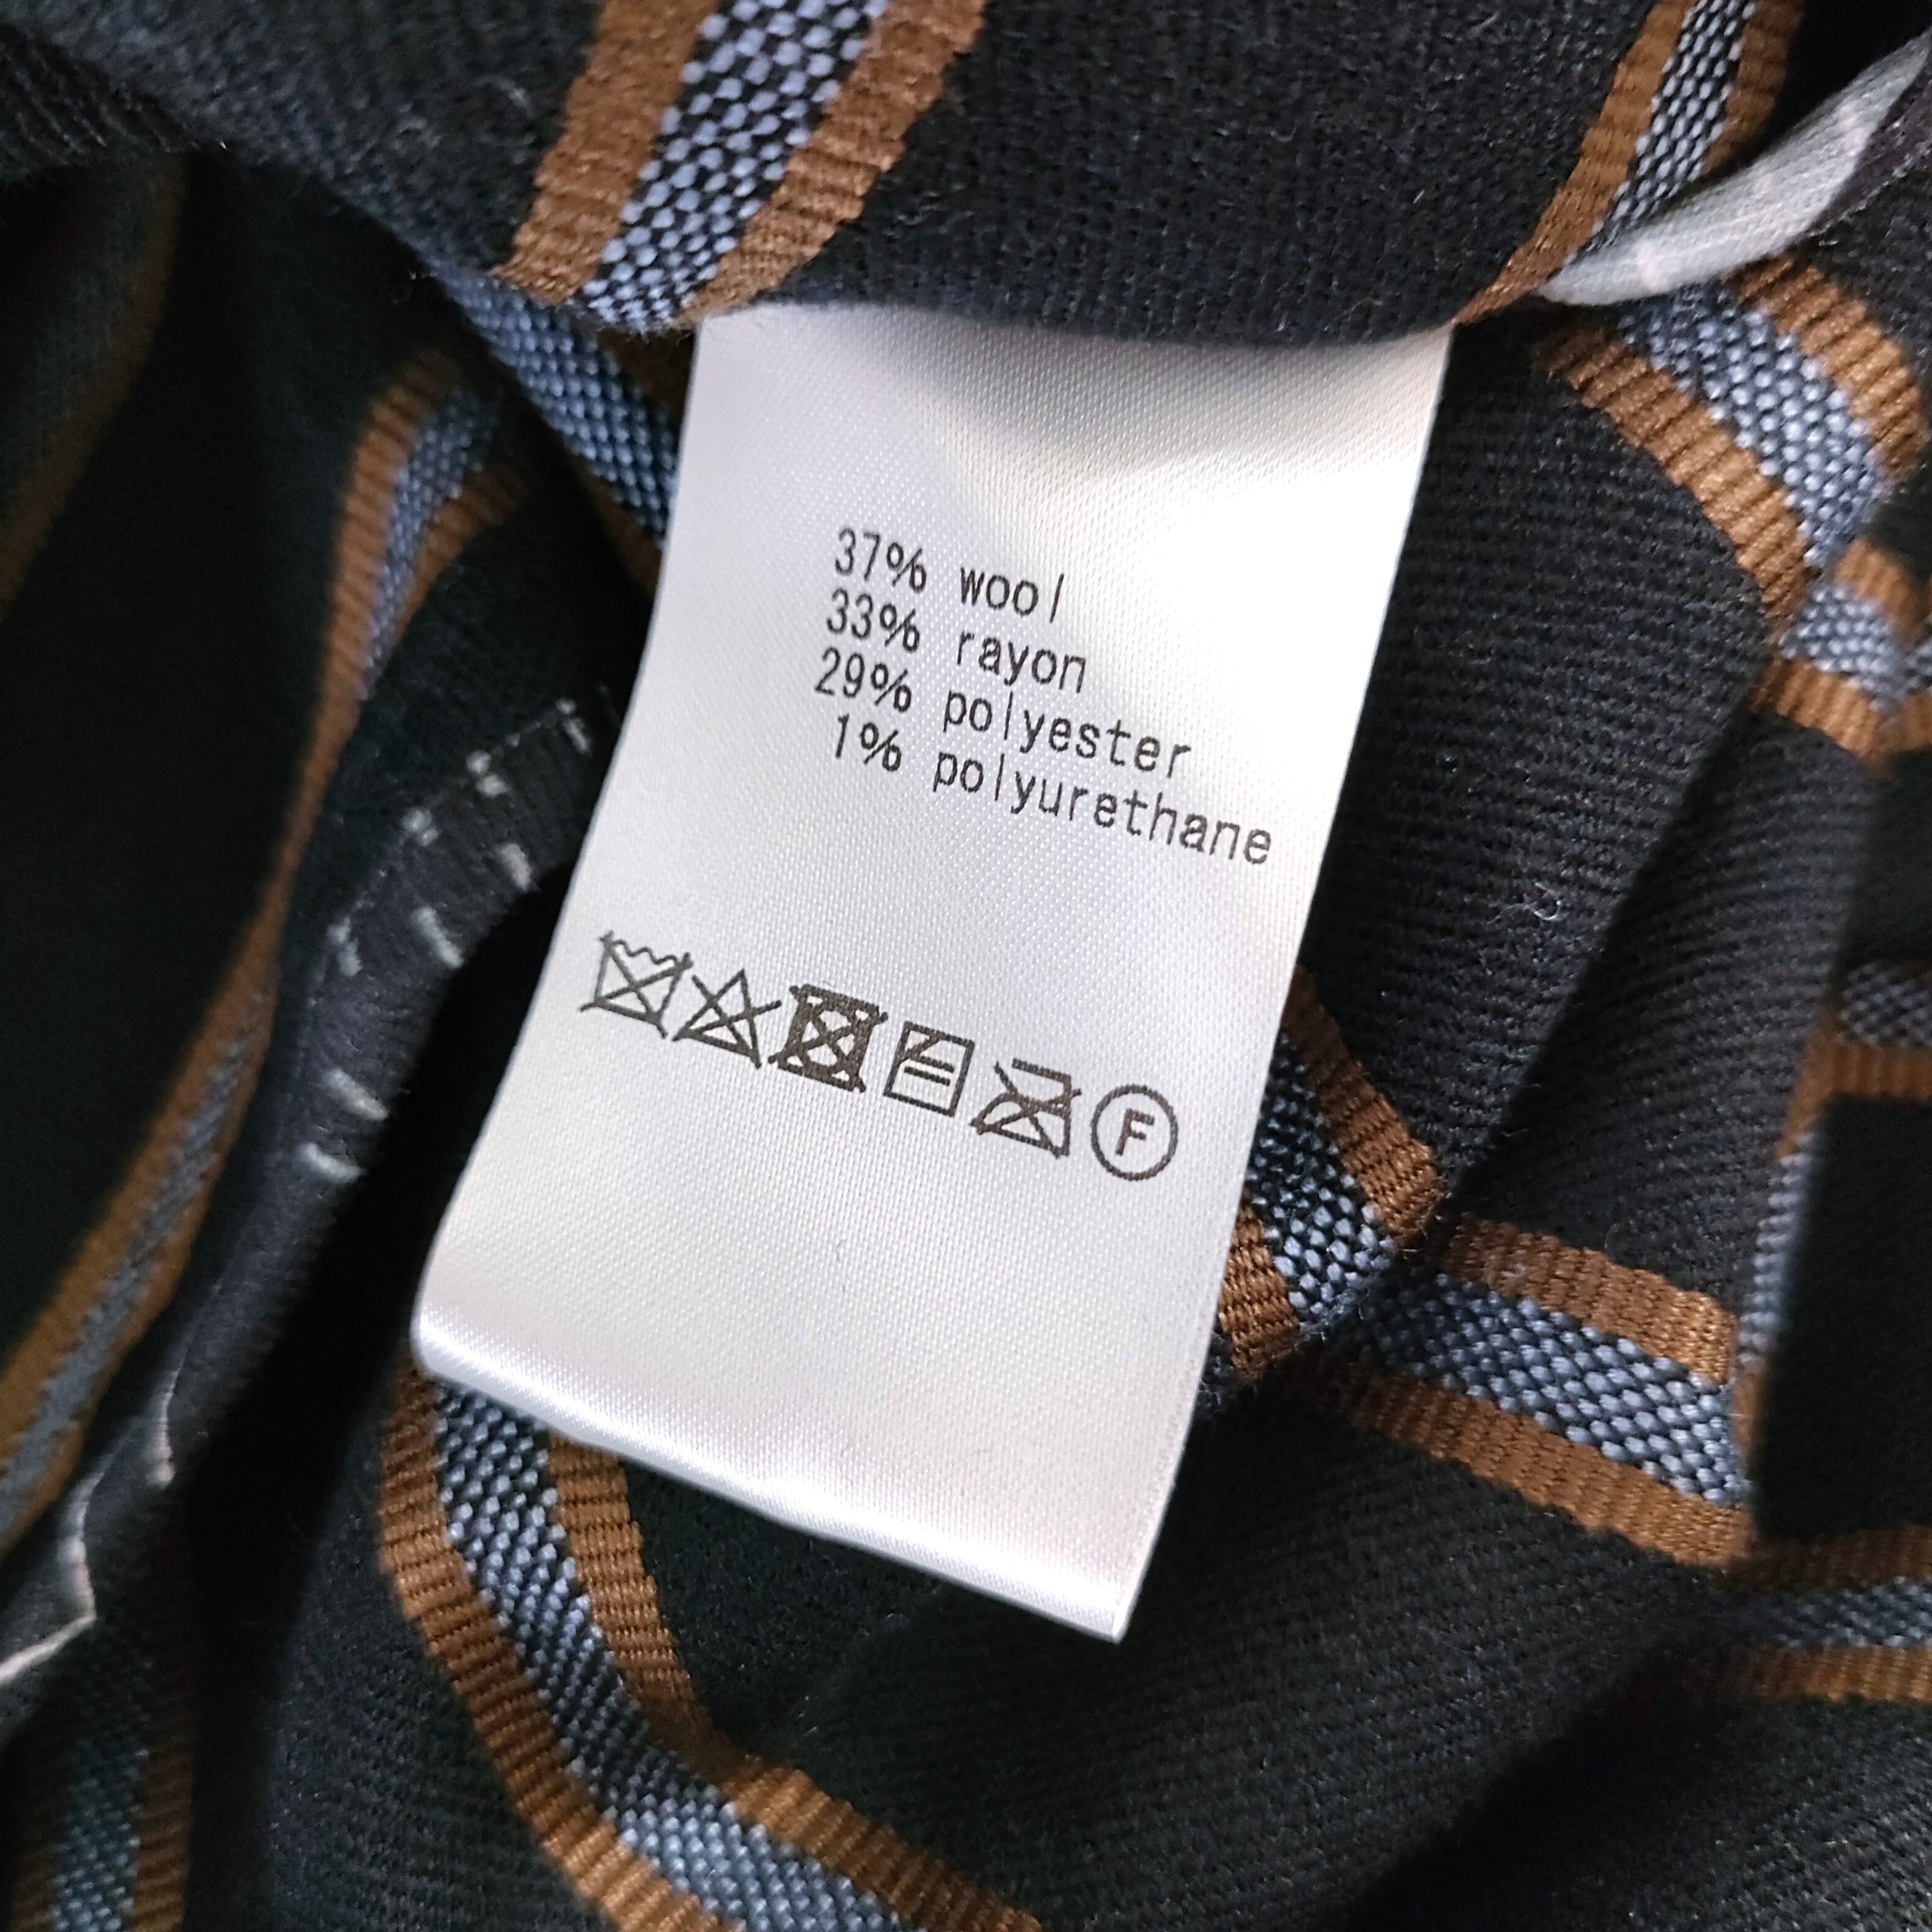 37% wool
33% rayon
29% polyester
1% polyurethane
F